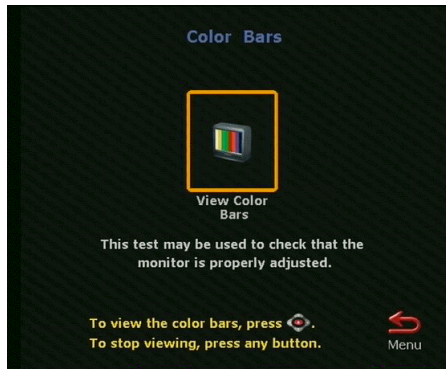 Color Bars
View Color
Bars
This test may be used to check that the
monitor is properly adjusted.
To view the color bars, press .
To stop viewing, press any button.
Menu